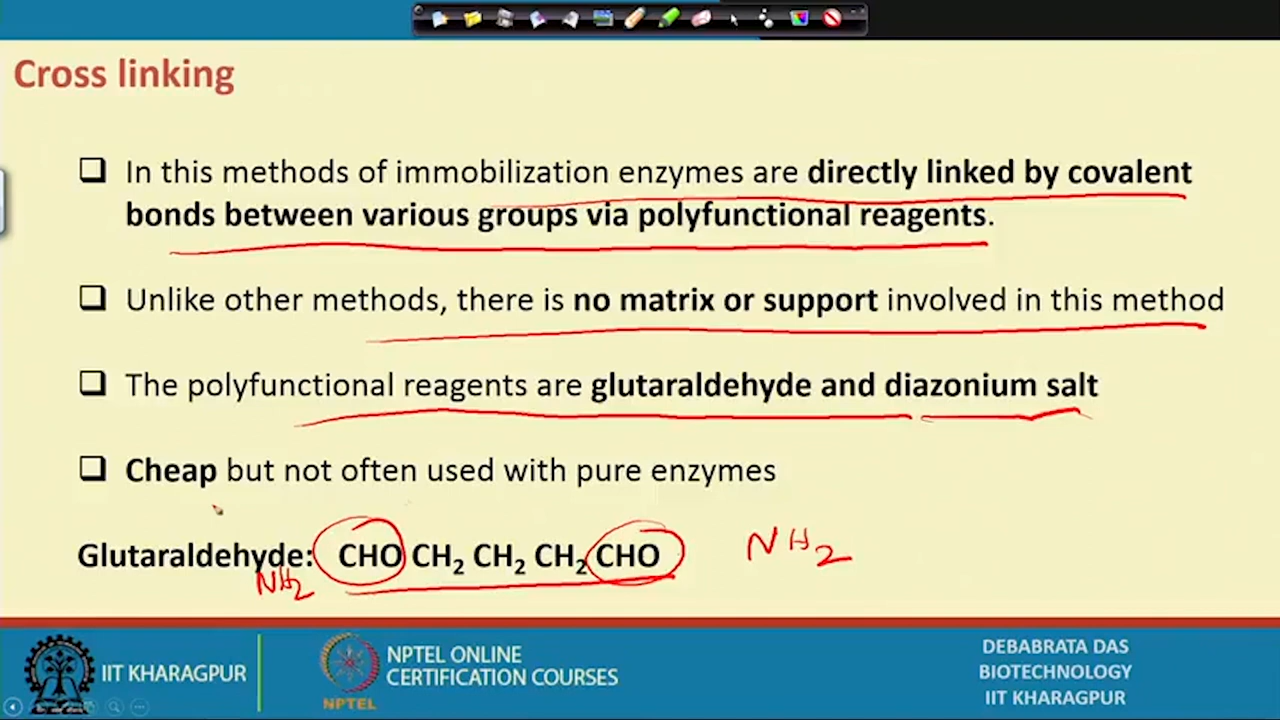 Cross linking
❑ In this methods of immobilization enzymes are directly linked by covalent
bonds between various groups via polyfunctional reagents.
❑ Unlike other methods, there is no matrix or support involved in this method
❑ The polyfunctional reagents are glutaraldehyde and diazonium salt
❑ Cheap but not often used with pure enzymes
Glutaraldehyde: CHO CH₂ CH₂ CH₂ CHO NH₂
NH₂
IIT KHARAGPUR
NPTEL
NPTEL ONLINE
CERTIFICATION COURSES
DEBABRATA DAS
BIOTECHNOLOGY
IIT KHARAGPUR